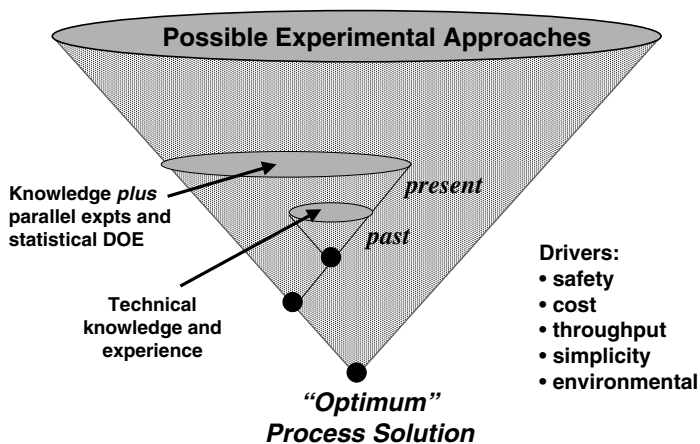 Possible Experimental Approaches
Knowledge plus
parallel expts and
statistical DOE
present
past
Technical
knowledge and
experience
Drivers:
• safety
• cost
• throughput
• simplicity
• environmental
“Optimum”
Process Solution